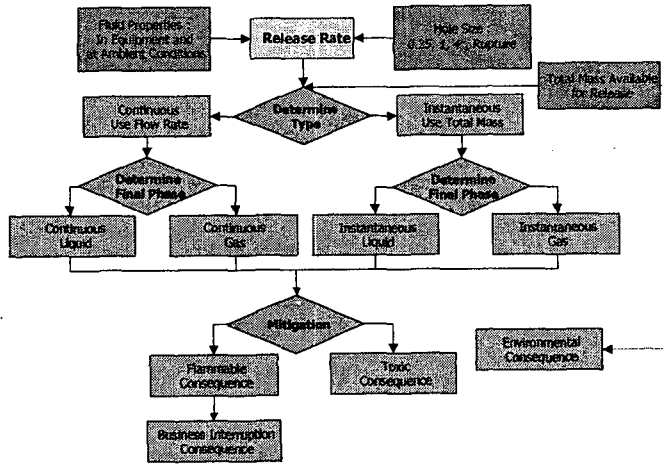 Fluid Properties
In Equipment and
at Ambient Conditions
Release Rate
Hole Size
0.25, 1, 4, Rupture
Total Mass Available
for Release
Continuous
Use Flow Rate
Determine
Type
Instantaneous
Use Total Mass
Determine
Final Phase
Determine
Final Phase
Continuous
Liquid
Continuous
Gas
Instantaneous
Liquid
Instantaneous
Gas
Mitigation
Flammable
Consequence
Toxic
Consequence
Environmental
Consequence
Business Interruption
Consequence